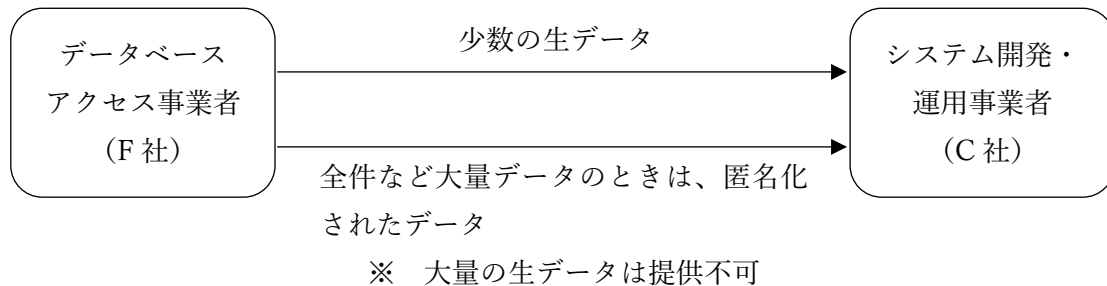 データベース
アクセス事業者
（F 社）
少数の生データ
全件など大量データのときは、匿名化
されたデータ
※　大量の生データは提供不可
システム開発・
運用事業者
（C 社）